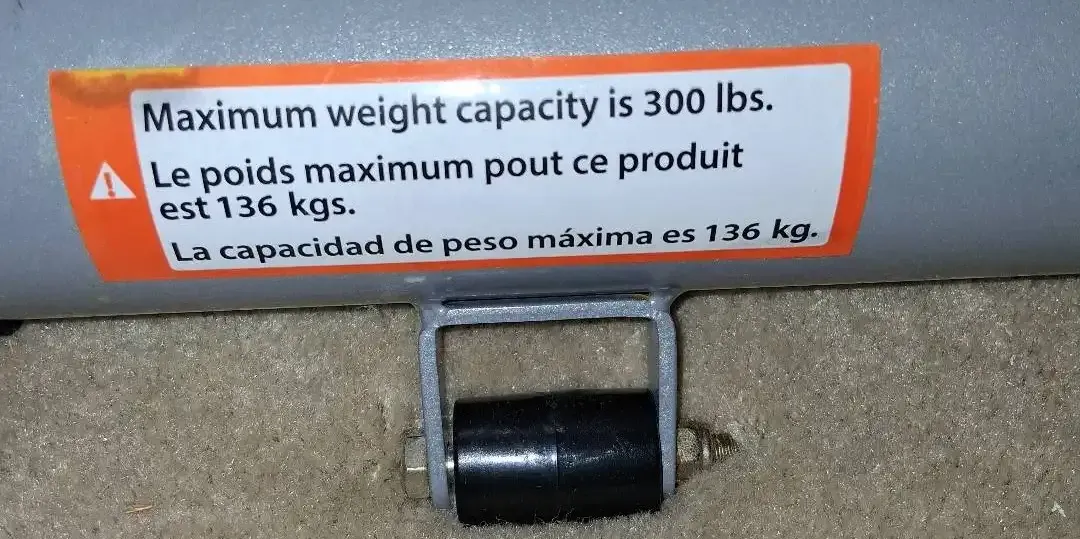 Maximum weight capacity is 300 lbs.
Le poids maximum pout ce produit
est 136 kgs.
La capacidad de peso máxima es 136 kg.